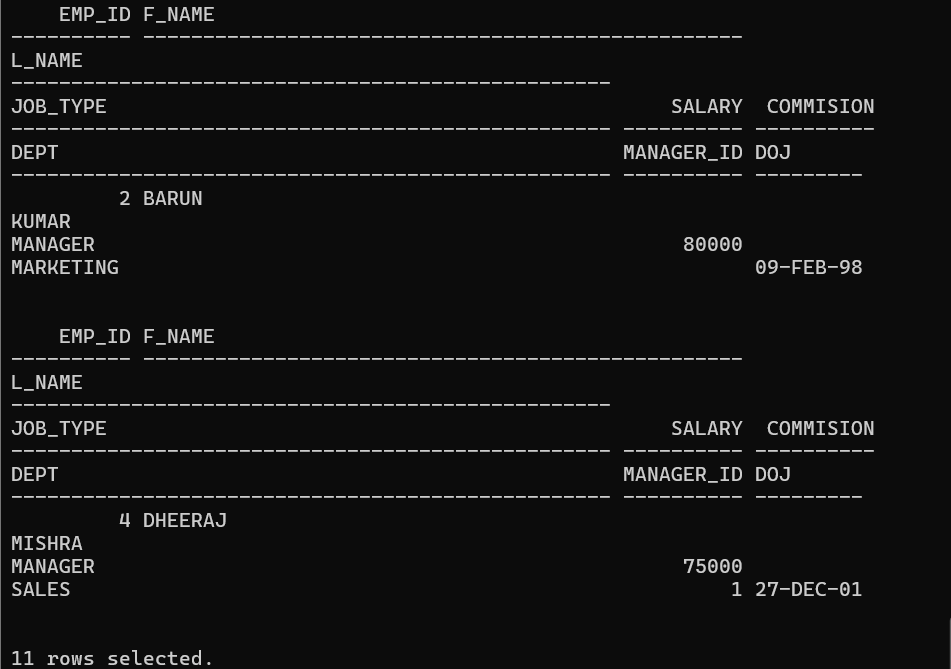 EMP_ID F_NAME
---------- --------------------------------------------------
L_NAME
--------------------------------------------------
JOB_TYPE                                               SALARY  COMMISION
-------------------------------------------------- ---------- ----------
DEPT                                               MANAGER_ID DOJ
-------------------------------------------------- ---------- ---------
         2 BARUN
KUMAR
MANAGER                                                 80000
MARKETING                                                     09-FEB-98
    EMP_ID F_NAME
---------- --------------------------------------------------
L_NAME
--------------------------------------------------
JOB_TYPE                                               SALARY  COMMISION
-------------------------------------------------- ---------- ----------
DEPT                                               MANAGER_ID DOJ
-------------------------------------------------- ---------- ---------
         4 DHEERAJ
MISHRA
MANAGER                                                 75000
SALES                                                       1 27-DEC-01
11 rows selected.